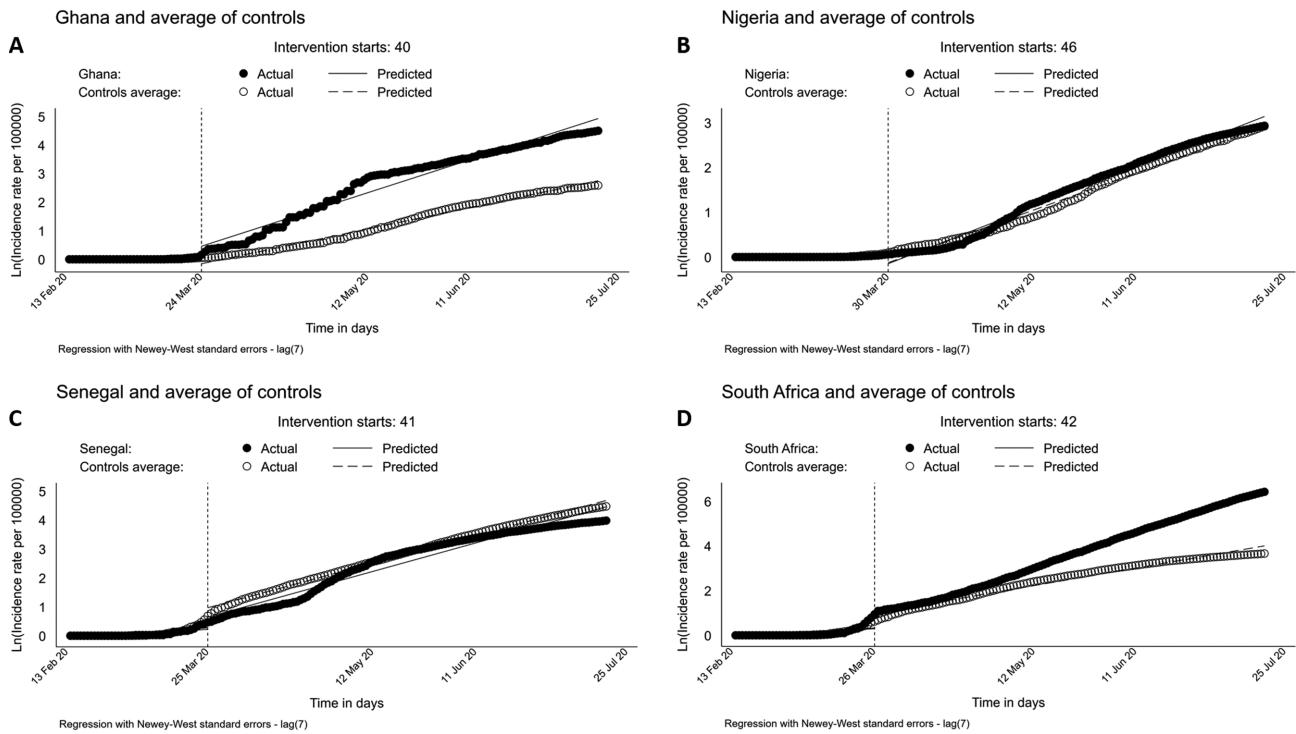 Ghana and average of controls
A
Intervention starts: 40
Ghana: Actual Predicted
Controls average: Actual Predicted
Ln(Incidence rate per 100000)
5
4
3
2
1
0
13 Feb 20 24 Mar 20 12 May 20 11 Jun 20 25 Jul 20
Time in days
Regression with Newey-West standard errors - lag(7)
Nigeria and average of controls
B
Intervention starts: 46
Nigeria: Actual Predicted
Controls average: Actual Predicted
Ln(Incidence rate per 100000)
3
2
1
0
13 Feb 20 30 Mar 20 12 May 20 11 Jun 20 25 Jul 20
Time in days
Regression with Newey-West standard errors - lag(7)
Senegal and average of controls
C
Intervention starts: 41
Senegal: Actual Predicted
Controls average: Actual Predicted
Ln(Incidence rate per 100000)
5
4
3
2
1
0
13 Feb 20 25 Mar 20 12 May 20 11 Jun 20 25 Jul 20
Time in days
Regression with Newey-West standard errors - lag(7)
South Africa and average of controls
D
Intervention starts: 42
South Africa: Actual Predicted
Controls average: Actual Predicted
Ln(Incidence rate per 100000)
6
4
2
0
13 Feb 20 26 Mar 20 12 May 20 11 Jun 20 25 Jul 20
Time in days
Regression with Newey-West standard errors - lag(7)